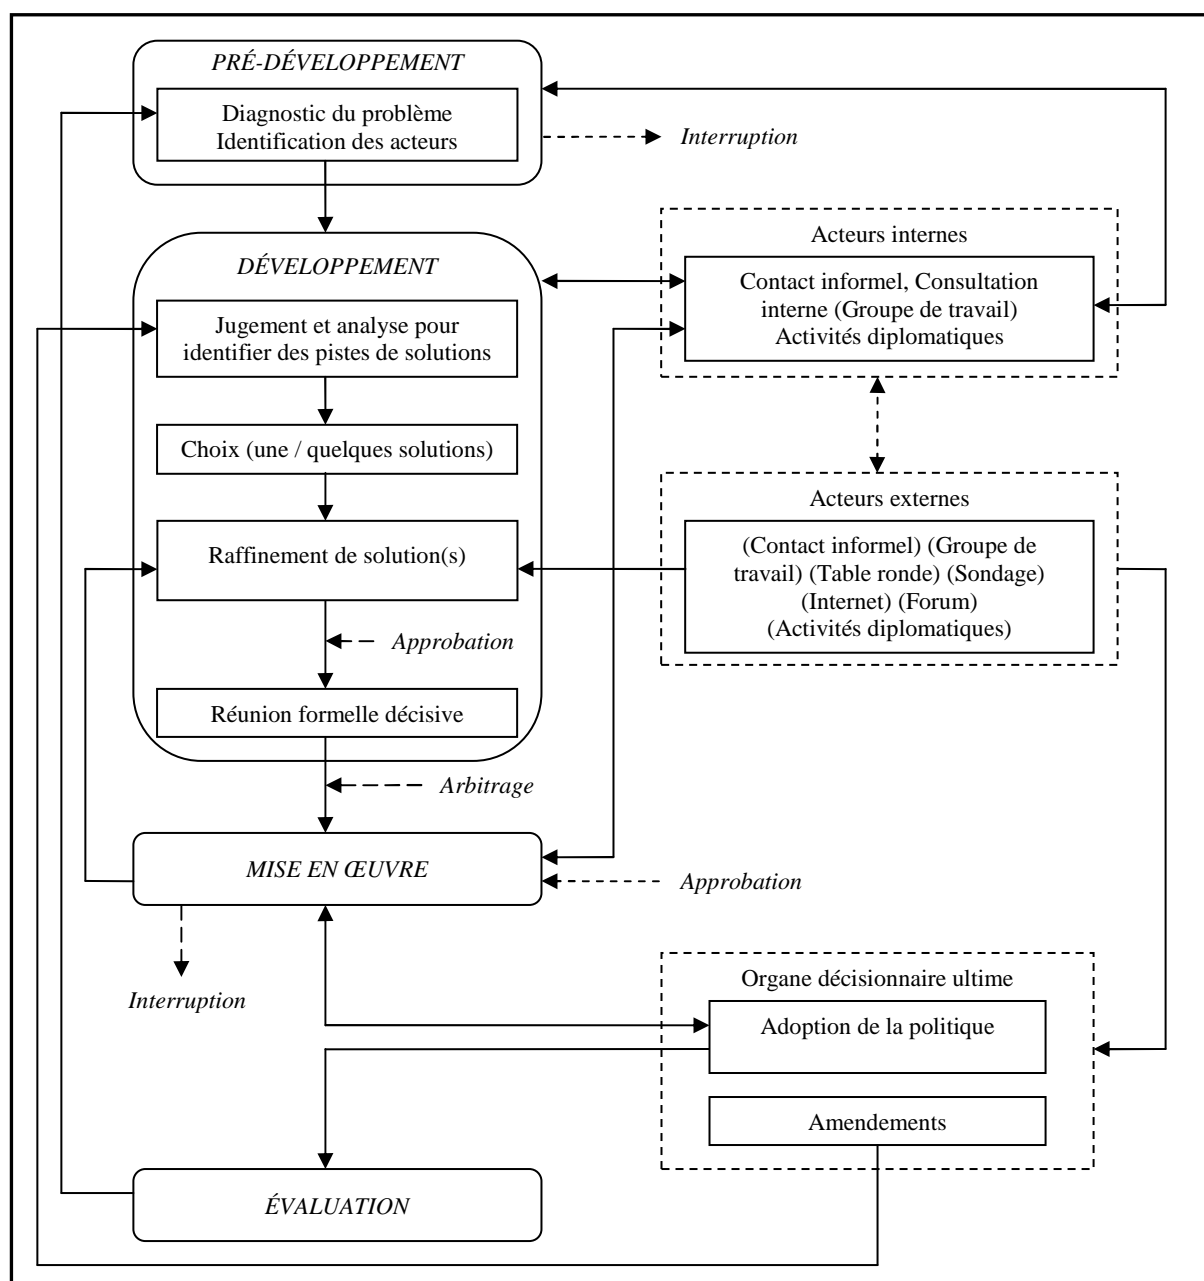 PRÉ-DÉVELOPPEMENT
Diagnostic du problème
Identification des acteurs
Interruption
Acteurs internes
Contact informel, Consultation
interne (Groupe de travail)
Activités diplomatiques
DÉVELOPPEMENT
Jugement et analyse pour
identifier des pistes de solutions
Choix (une / quelques solutions)
Raffinement de solution(s)
Acteurs externes
(Contact informel) (Groupe de
travail) (Table ronde) (Sondage)
(Internet) (Forum)
(Activités diplomatiques)
Approbation
Réunion formelle décisive
Arbitrage
MISE EN ŒUVRE
Approbation
Interruption
Organe décisionnaire ultime
Adoption de la politique
Amendements
ÉVALUATION